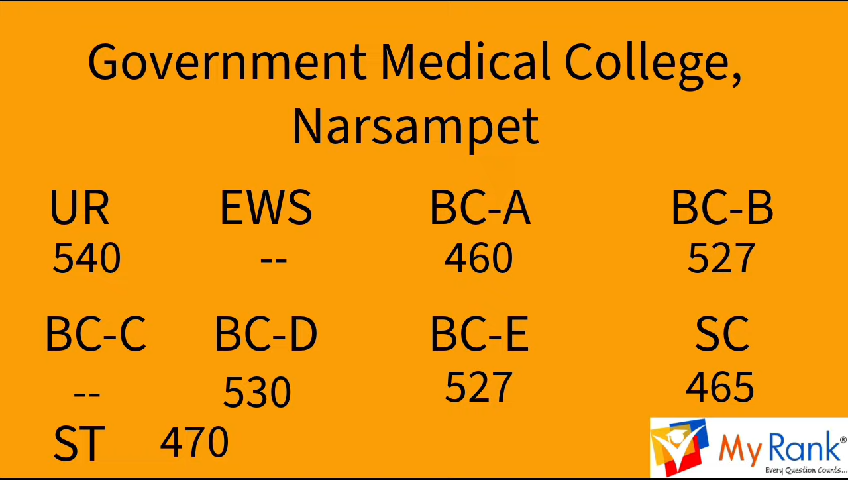 Government Medical College,
Narsampet
UR EWS BC-A BC-B
540 -- 460 527
BC-C BC-D BC-E SC
-- 530 527 465
ST 470
My Rank®
Every Question Counts...